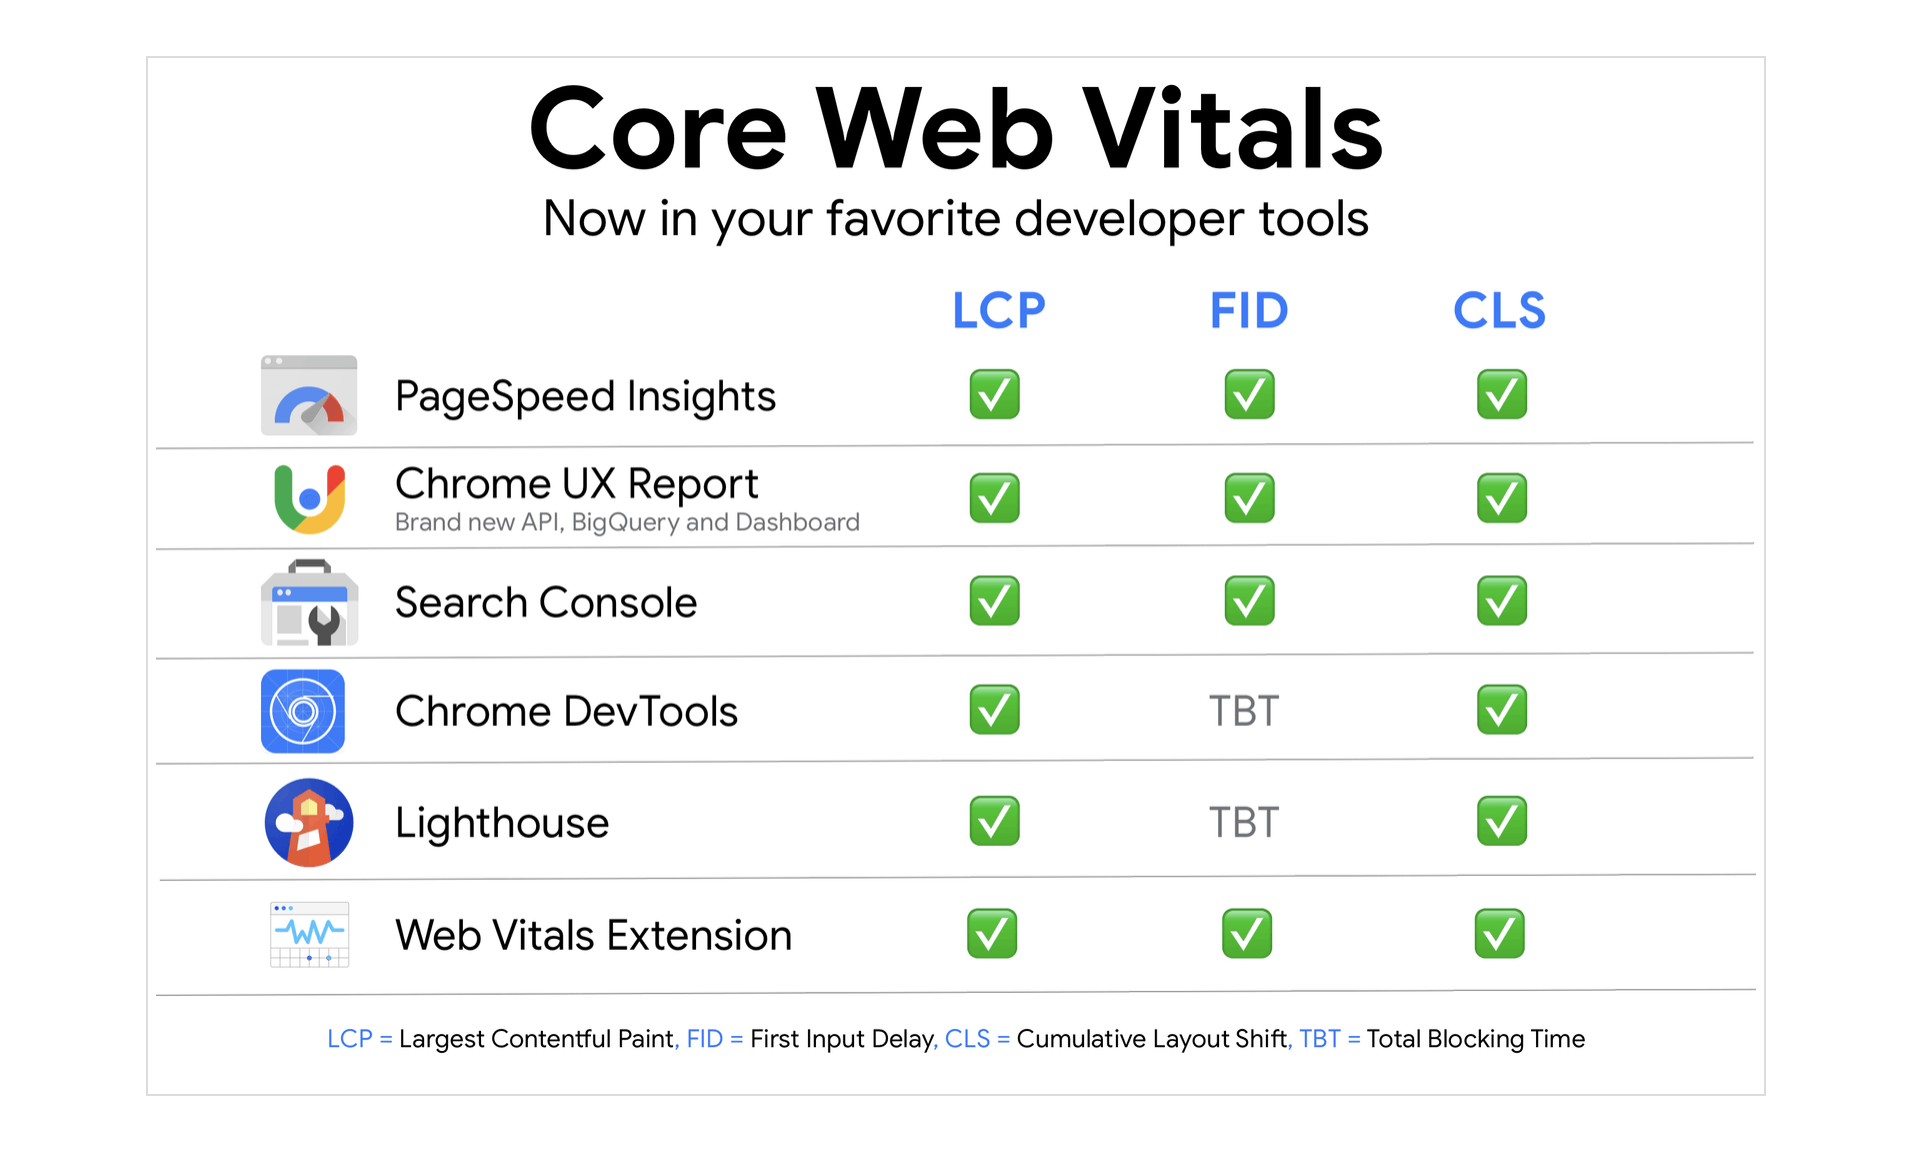 Core Web Vitals
Now in your favorite developer tools
LCP FID CLS
PageSpeed Insights
Chrome UX Report
Brand new API, BigQuery and Dashboard
Search Console
Chrome DevTools TBT
Lighthouse TBT
Web Vitals Extension
LCP = Largest Contentful Paint, FID = First Input Delay, CLS = Cumulative Layout Shift, TBT = Total Blocking Time